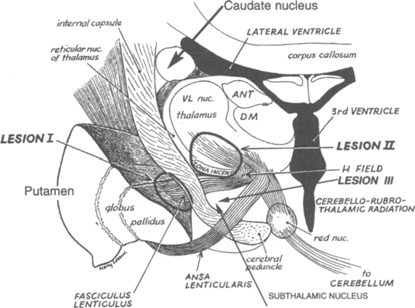 Caudate nucleus
internal capsule
LATERAL VENTRICLE
corpus callosum
reticular nuc.
of thalamus
ANT
VL nuc.
thalamus
DM
3rd VENTRICLE
LESION I
LESION II
ZONA INCERTA
H FIELD
LESION III
Putamen
CEREBELLO-RUBRO-
THALAMIC RADIATION
globus
pallidus
red nuc.
cerebral
peduncle
to
CEREBELLUM
ANSA
LENTICULARIS
FASCICULUS
LENTICULUS
SUBTHALAMIC NUCLEUS